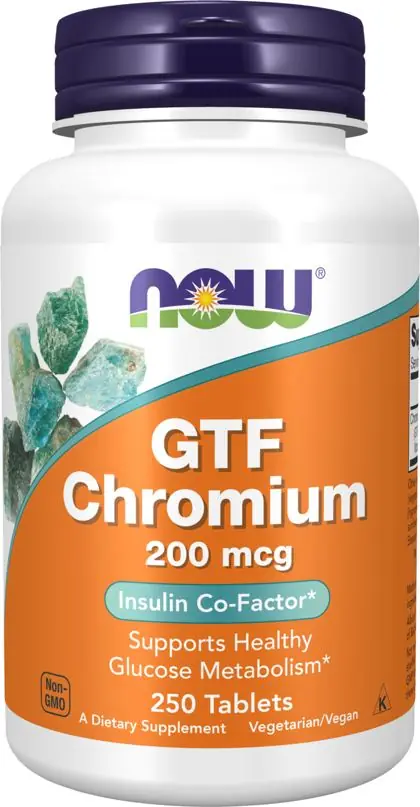 NOW®
GTF
Chromium
200 mcg
Insulin Co-Factor*
Supports Healthy
Glucose Metabolism*
250 Tablets
Non-
GMO
A Dietary Supplement
Vegetarian/Vegan
K